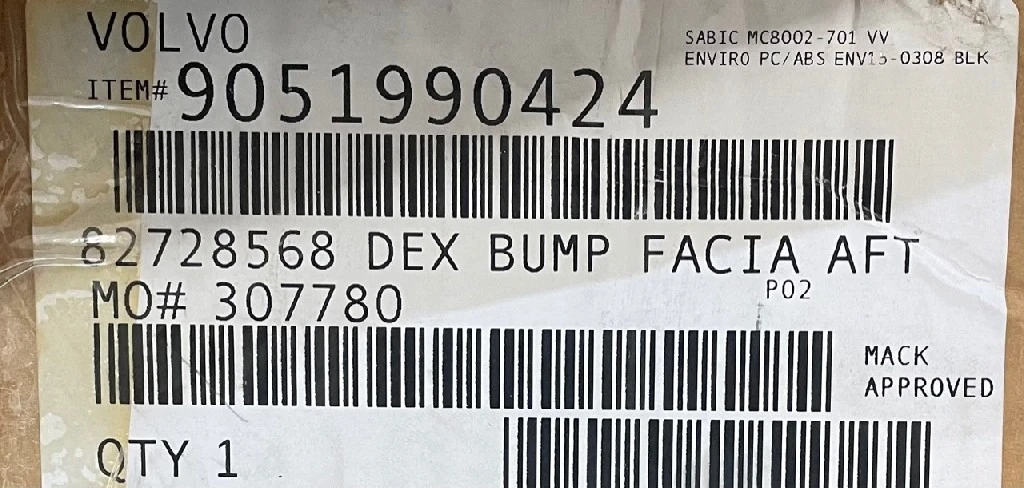 VOLVO
SABIC MC8002-701 VV
ENVIRO PC/ABS ENV15-0308 BLK
ITEM# 9051990424
82728568 DEX BUMP FACIA AFT
P02
MO# 307780
MACK
APPROVED
QTY 1